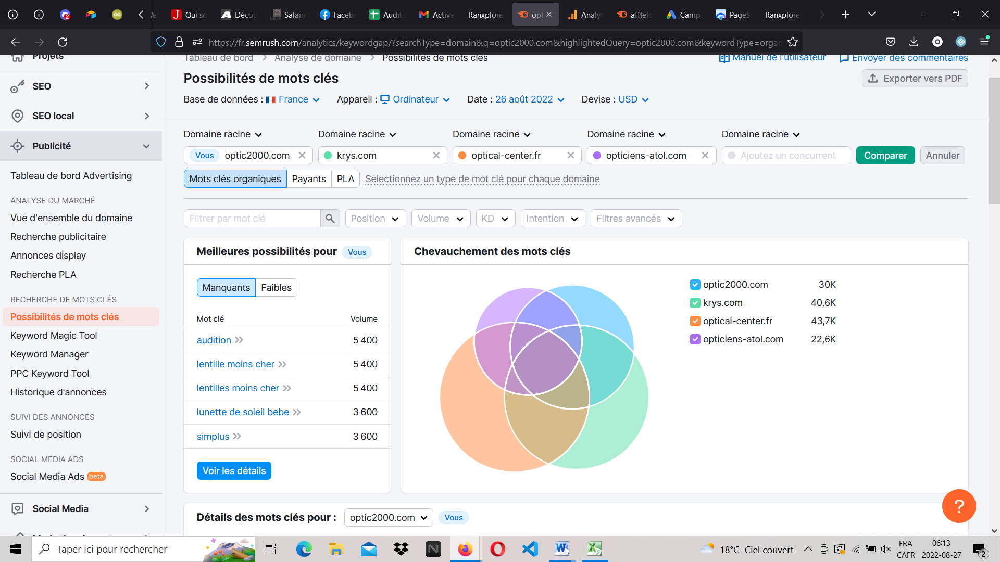 Qui so
Décou
Salaire
Faceb
Audit
Active
Ranxplore
opt
Analyt
afflelo
Camp
PageS
Ranxplore
https://fr.semrush.com/analytics/keywordgap/?searchType=domain&q=optic2000.com&highlightedQuery=optic2000.com&keywordType=organ
Projets
SEO
SEO local
Publicité
Tableau de bord Advertising
ANALYSE DU MARCHÉ
Vue d'ensemble du domaine
Recherche publicitaire
Annonces display
Recherche PLA
RECHERCHE DE MOTS CLÉS
Possibilités de mots clés
Keyword Magic Tool
Keyword Manager
PPC Keyword Tool
Historique d'annonces
SUIVI DES ANNONCES
Suivi de position
SOCIAL MEDIA ADS
Social Media Ads beta
Social Media
Tableau de bord > Analyse de domaine > Possibilités de mots clés
Manuel de l'utilisateur
Envoyer des commentaires
Possibilités de mots clés
Exporter vers PDF
Base de données : France
Appareil : Ordinateur
Date : 26 août 2022
Devise : USD
Domaine racine
Domaine racine
Domaine racine
Domaine racine
Domaine racine
Vous optic2000.com
krys.com
optical-center.fr
opticiens-atol.com
Ajoutez un concurrent
Comparer
Annuler
Mots clés organiques
Payants
PLA
Sélectionnez un type de mot clé pour chaque domaine
Filtrer par mot clé
Position
Volume
KD
Intention
Filtres avancés
Meilleures possibilités pour Vous
Manquants
Faibles
Mot clé Volume
audition 5 400
lentille moins cher 5 400
lentilles moins cher 5 400
lunette de soleil bebe 3 600
simplus 3 600
Voir les détails
Chevauchement des mots clés
optic2000.com 30K
krys.com 40,6K
optical-center.fr 43,7K
opticiens-atol.com 22,6K
Détails des mots clés pour : optic2000.com Vous
?
Taper ici pour rechercher
18°C Ciel couvert
FRA
CAFR
06:13
2022-08-27
2